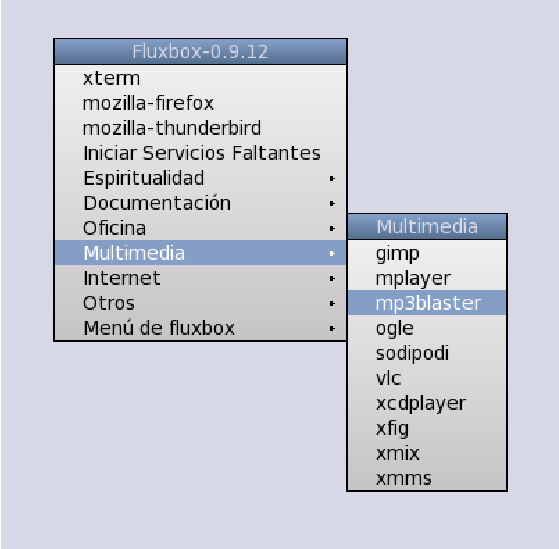 Fluxbox-0.9.12
xterm
mozilla-firefox
mozilla-thunderbird
Iniciar Servicios Faltantes
Espiritualidad
Documentación
Oficina
Multimedia
Internet
Otros
Menú de fluxbox
Multimedia
gimp
mplayer
mp3blaster
ogle
sodipodi
vlc
xcdplayer
xfig
xmix
xmms